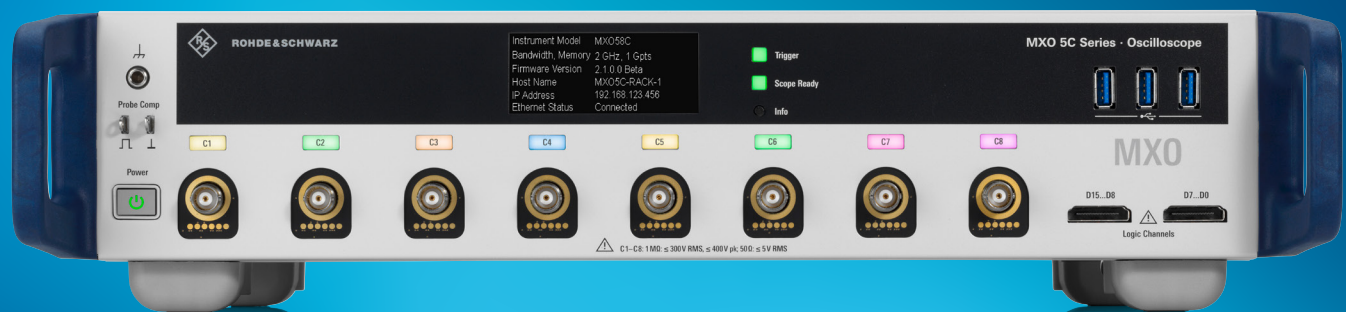 R S
ROHDE&SCHWARZ
Instrument Model MXO58C
Bandwidth, Memory 2 GHz, 1 Gpts
Firmware Version 2.1.0.0 Beta
Host Name MXO5C-RACK-1
IP Address 192.168.123.456
Ethernet Status Connected
Trigger
Scope Ready
Info
MXO 5C Series · Oscilloscope
Probe Comp
Power
C1 C2 C3 C4 C5 C6 C7 C8
MXO
D15...D8 D7...D0
Logic Channels
C1–C8: 1 MΩ: ≤ 300 V RMS, ≤ 400 V pk; 50 Ω: ≤ 5 V RMS